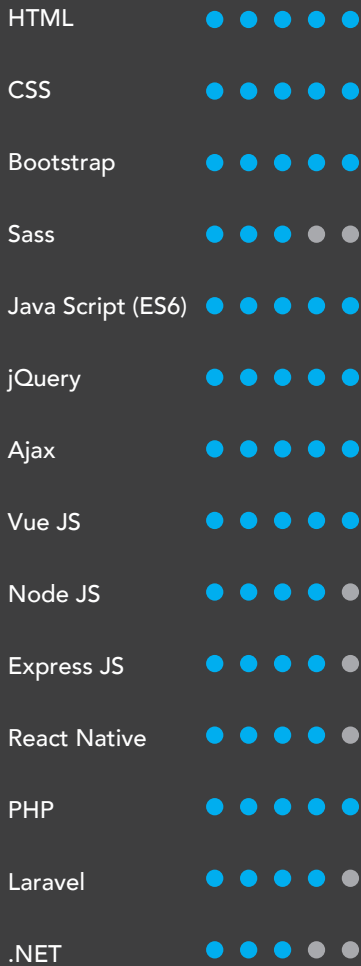 HTML
CSS
Bootstrap
Sass
Java Script (ES6)
jQuery
Ajax
Vue JS
Node JS
Express JS
React Native
PHP
Laravel
.NET